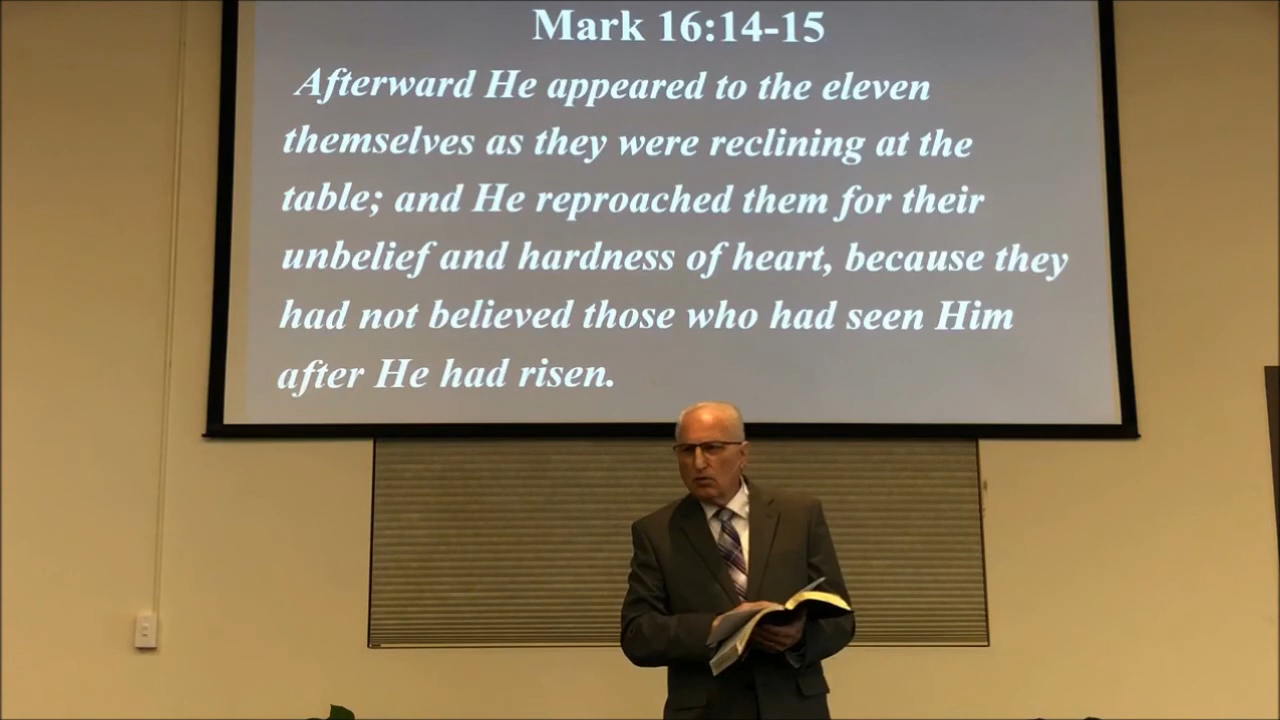 Mark 16:14-15
Afterward He appeared to the eleven
themselves as they were reclining at the
table; and He reproached them for their
unbelief and hardness of heart, because they
had not believed those who had seen Him
after He had risen.